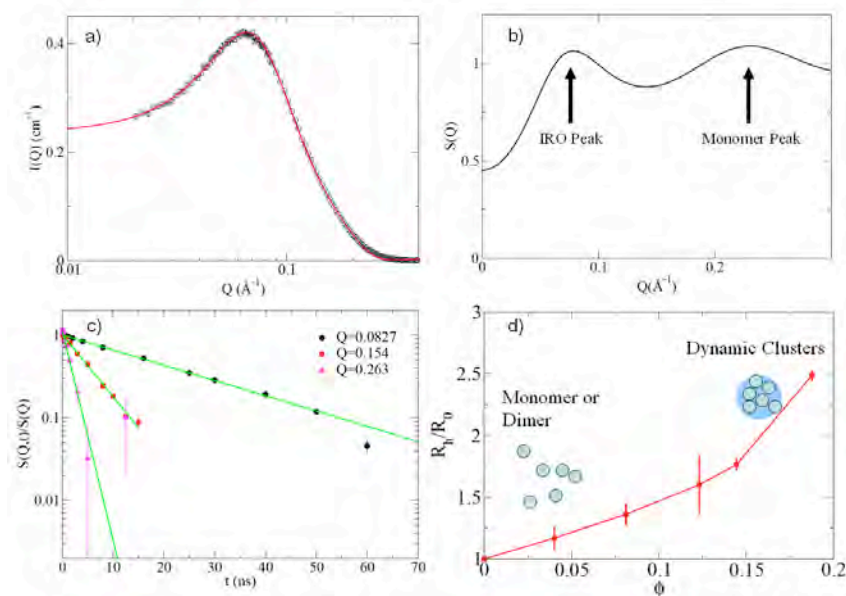 a)
0.4
0.2
0
I(Q) (cm⁻¹)
0.01
0.1
Q (Å⁻¹)
b)
1
0.5
0
S(Q)
IRO Peak
Monomer Peak
0
0.1
0.2
Q(Å⁻¹)
c)
1
0.1
0.01
S(Q,t)/S(Q)
Q=0.0827
Q=0.154
Q=0.263
0 10 20 30 40 50 60 70
t (ns)
d)
3
2.5
2
1.5
1
R_h/R_0
Dynamic Clusters
Monomer or
Dimer
0
0.05
0.1
0.15
0.2
ϕ